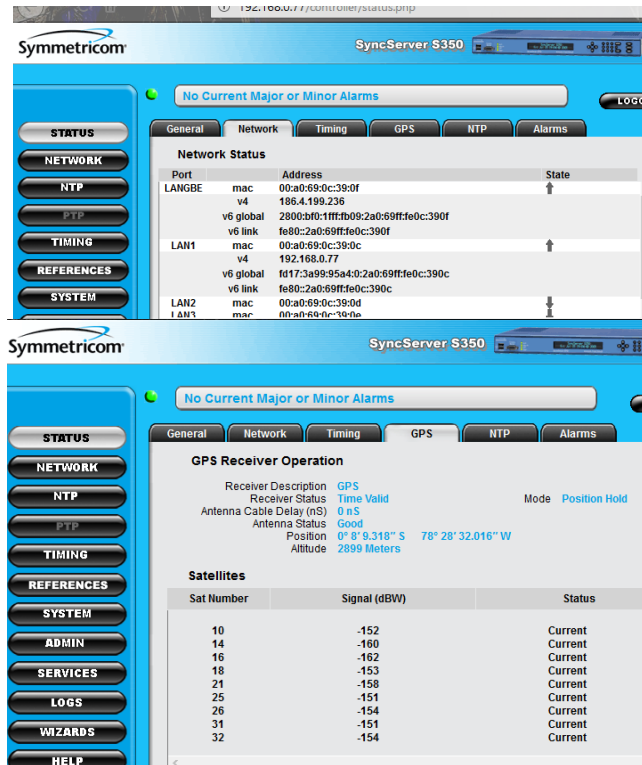 192.168.0.77/controller/status.php
Symmetricom
SyncServer S350
No Current Major or Minor Alarms
STATUS
NETWORK
NTP
PTP
TIMING
REFERENCES
SYSTEM
General Network Timing GPS NTP Alarms
Network Status
Port Address State
LANGBE mac 00:a0:69:0c:39:0f
v4 186.4.199.236
v6 global 2800:bf0:1fff:fb09:2a0:69ff:fe0c:390f
v6 link fe80::2a0:69ff:fe0c:390f
LAN1 mac 00:a0:69:0c:39:0c
v4 192.168.0.77
v6 global fd17:3a99:95a4:0:2a0:69ff:fe0c:390c
v6 link fe80::2a0:69ff:fe0c:390c
LAN2 mac 00:a0:69:0c:39:0d
LAN3 mac 00:a0:69:0c:39:0e
Symmetricom
SyncServer S350
No Current Major or Minor Alarms
STATUS
NETWORK
NTP
PTP
TIMING
REFERENCES
SYSTEM
ADMIN
SERVICES
LOGS
WIZARDS
HELP
General Network Timing GPS NTP Alarms
GPS Receiver Operation
Receiver Description GPS
Receiver Status Time Valid Mode Position Hold
Antenna Cable Delay (nS) 0 nS
Antenna Status Good
Position 0° 8' 9.318" S 78° 28' 32.016" W
Altitude 2899 Meters
Satellites
Sat Number Signal (dBW) Status
10 -152 Current
14 -160 Current
16 -162 Current
18 -153 Current
21 -158 Current
25 -151 Current
26 -154 Current
31 -151 Current
32 -154 Current